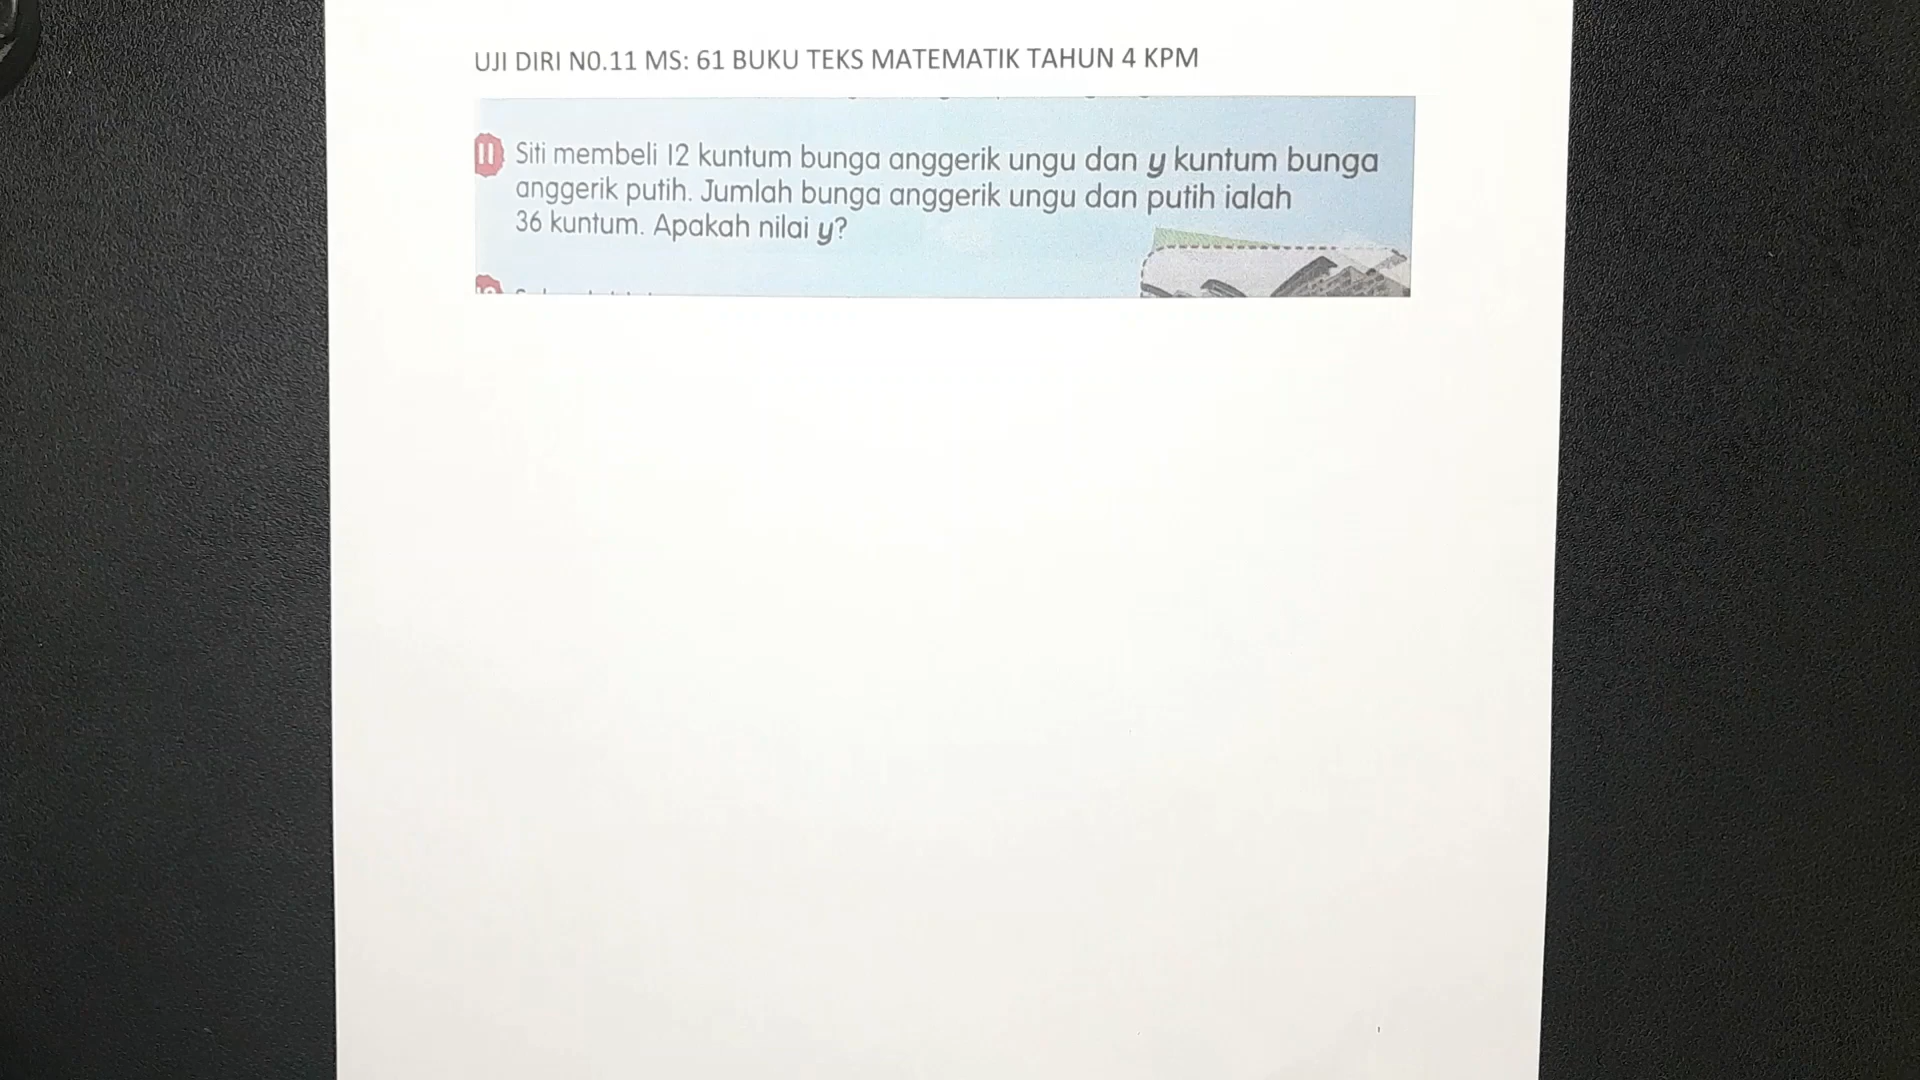 UJI DIRI NO.11 MS: 61 BUKU TEKS MATEMATIK TAHUN 4 KPM
11 Siti membeli 12 kuntum bunga anggerik ungu dan y kuntum bunga
anggerik putih. Jumlah bunga anggerik ungu dan putih ialah
36 kuntum. Apakah nilai y?